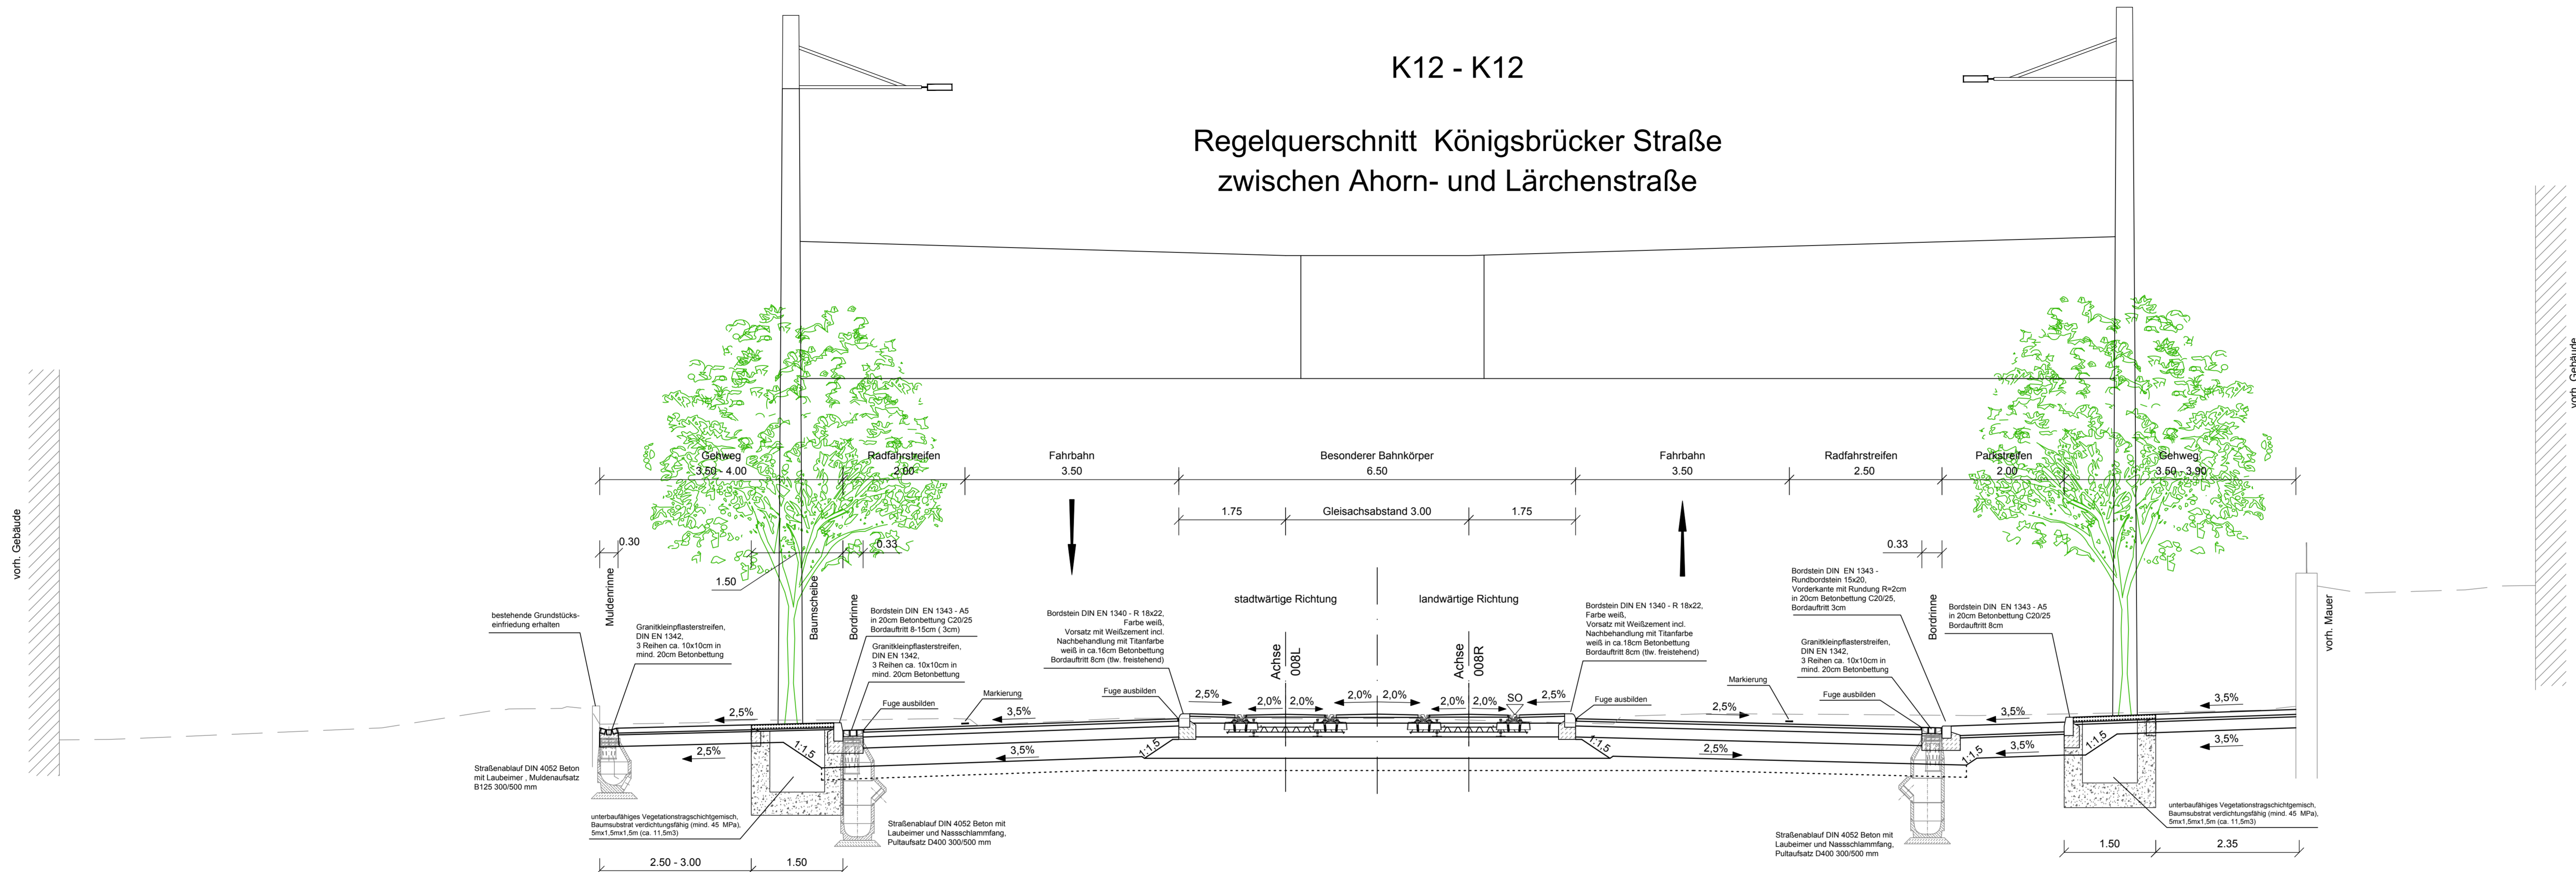 K12 - K12
Regelquerschnitt Königsbrücker Straße
zwischen Ahorn- und Lärchenstraße
vorh. Gebäude
vorh. Gebäude
Gehweg
3.50 - 4.00
Radfahrstreifen
2.00
Fahrbahn
3.50
Besonderer Bahnkörper
6.50
Fahrbahn
3.50
Radfahrstreifen
2.50
Parkstreifen
2.00
Gehweg
3.50 - 3.90
1.75
Gleisachsabstand 3.00
1.75
0.30
1.50
0.33
0.33
Muldenrinne
Baumscheibe
Bordrinne
Bordrinne
vorh. Mauer
bestehende Grundstücks-
einfriedung erhalten
Granitkleinpflasterstreifen,
DIN EN 1342,
3 Reihen ca. 10x10cm in
mind. 20cm Betonbettung
Bordstein DIN EN 1343 - A5
in 20cm Betonbettung C20/25
Bordauftritt 8-15cm ( 3cm)
Granitkleinpflasterstreifen,
DIN EN 1342,
3 Reihen ca. 10x10cm in
mind. 20cm Betonbettung
Fuge ausbilden
Markierung
Bordstein DIN EN 1340 - R 18x22,
Farbe weiß,
Vorsatz mit Weißzement incl.
Nachbehandlung mit Titanfarbe
weiß in ca.16cm Betonbettung
Bordauftritt 8cm (tlw. freistehend)
Fuge ausbilden
stadtwärtige Richtung
landwärtige Richtung
Achse
008L
Achse
008R
Bordstein DIN EN 1340 - R 18x22,
Farbe weiß,
Vorsatz mit Weißzement incl.
Nachbehandlung mit Titanfarbe
weiß in ca.18cm Betonbettung
Bordauftritt 8cm (tlw. freistehend)
Fuge ausbilden
Markierung
Bordstein DIN EN 1343 -
Rundbordstein 15x20,
Vorderkante mit Rundung R=2cm
in 20cm Betonbettung C20/25,
Bordauftritt 3cm
Granitkleinpflasterstreifen,
DIN EN 1342,
3 Reihen ca. 10x10cm in
mind. 20cm Betonbettung
Fuge ausbilden
Bordstein DIN EN 1343 - A5
in 20cm Betonbettung C20/25
Bordauftritt 8cm
2,5%
3,5%
2,5%
2,0%
2,0%
2,0%
2,0%
2,0%
2,0%
SO
2,5%
2,5%
3,5%
3,5%
2,5%
1:1,5
3,5%
1:1,5
1:1,5
2,5%
1:1,5
3,5%
1:1,5
3,5%
Straßenablauf DIN 4052 Beton
mit Laubeimer , Muldenaufsatz
B125 300/500 mm
unterbaufähiges Vegetationstragschichtgemisch,
Baumsubstrat verdichtungsfähig (mind. 45 MPa),
5mx1,5mx1,5m (ca. 11,5m3)
Straßenablauf DIN 4052 Beton mit
Laubeimer und Nassschlammfang,
Pultaufsatz D400 300/500 mm
Straßenablauf DIN 4052 Beton mit
Laubeimer und Nassschlammfang,
Pultaufsatz D400 300/500 mm
unterbaufähiges Vegetationstragschichtgemisch,
Baumsubstrat verdichtungsfähig (mind. 45 MPa),
5mx1,5mx1,5m (ca. 11,5m3)
2.50 - 3.00
1.50
1.50
2.35